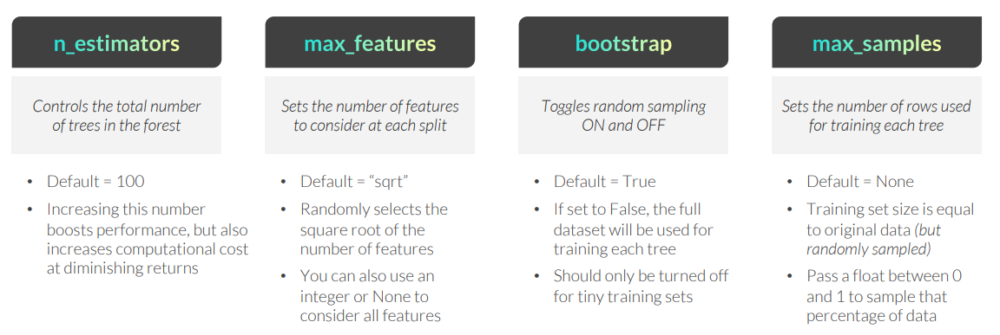 n_estimators
Controls the total number
of trees in the forest
• Default = 100
• Increasing this number
boosts performance, but also
increases computational cost
at diminishing returns
max_features
Sets the number of features
to consider at each split
• Default = “sqrt”
• Randomly selects the
square root of the
number of features
• You can also use an
integer or None to
consider all features
bootstrap
Toggles random sampling
ON and OFF
• Default = True
• If set to False, the full
dataset will be used for
training each tree
• Should only be turned off
for tiny training sets
max_samples
Sets the number of rows used
for training each tree
• Default = None
• Training set size is equal
to original data (but
randomly sampled)
• Pass a float between 0
and 1 to sample that
percentage of data